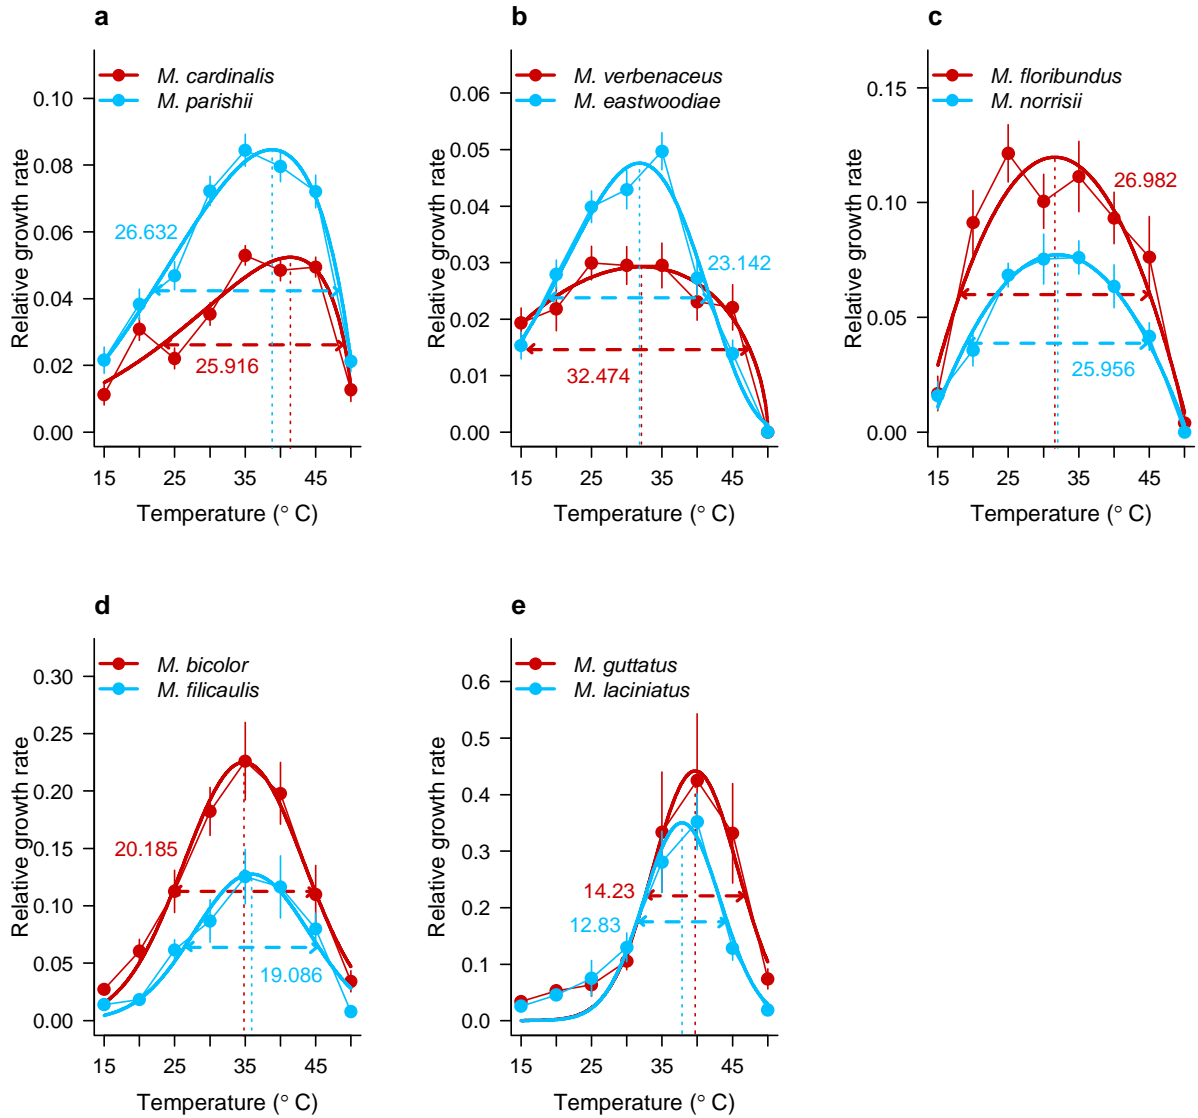 a
M. cardinalis
M. parishii
Relative growth rate
0.10
0.08
0.06
0.04
0.02
0.00
26.632
25.916
15 25 35 45
Temperature (° C)
b
M. verbenaceus
M. eastwoodiae
Relative growth rate
0.06
0.05
0.04
0.03
0.02
0.01
0.00
23.142
32.474
15 25 35 45
Temperature (° C)
c
M. floribundus
M. norrisii
Relative growth rate
0.15
0.10
0.05
0.00
26.982
25.956
15 25 35 45
Temperature (° C)
d
M. bicolor
M. filicaulis
Relative growth rate
0.30
0.25
0.20
0.15
0.10
0.05
0.00
20.185
19.086
15 25 35 45
Temperature (° C)
e
M. guttatus
M. laciniatus
Relative growth rate
0.6
0.5
0.4
0.3
0.2
0.1
0.0
14.23
12.83
15 25 35 45
Temperature (° C)